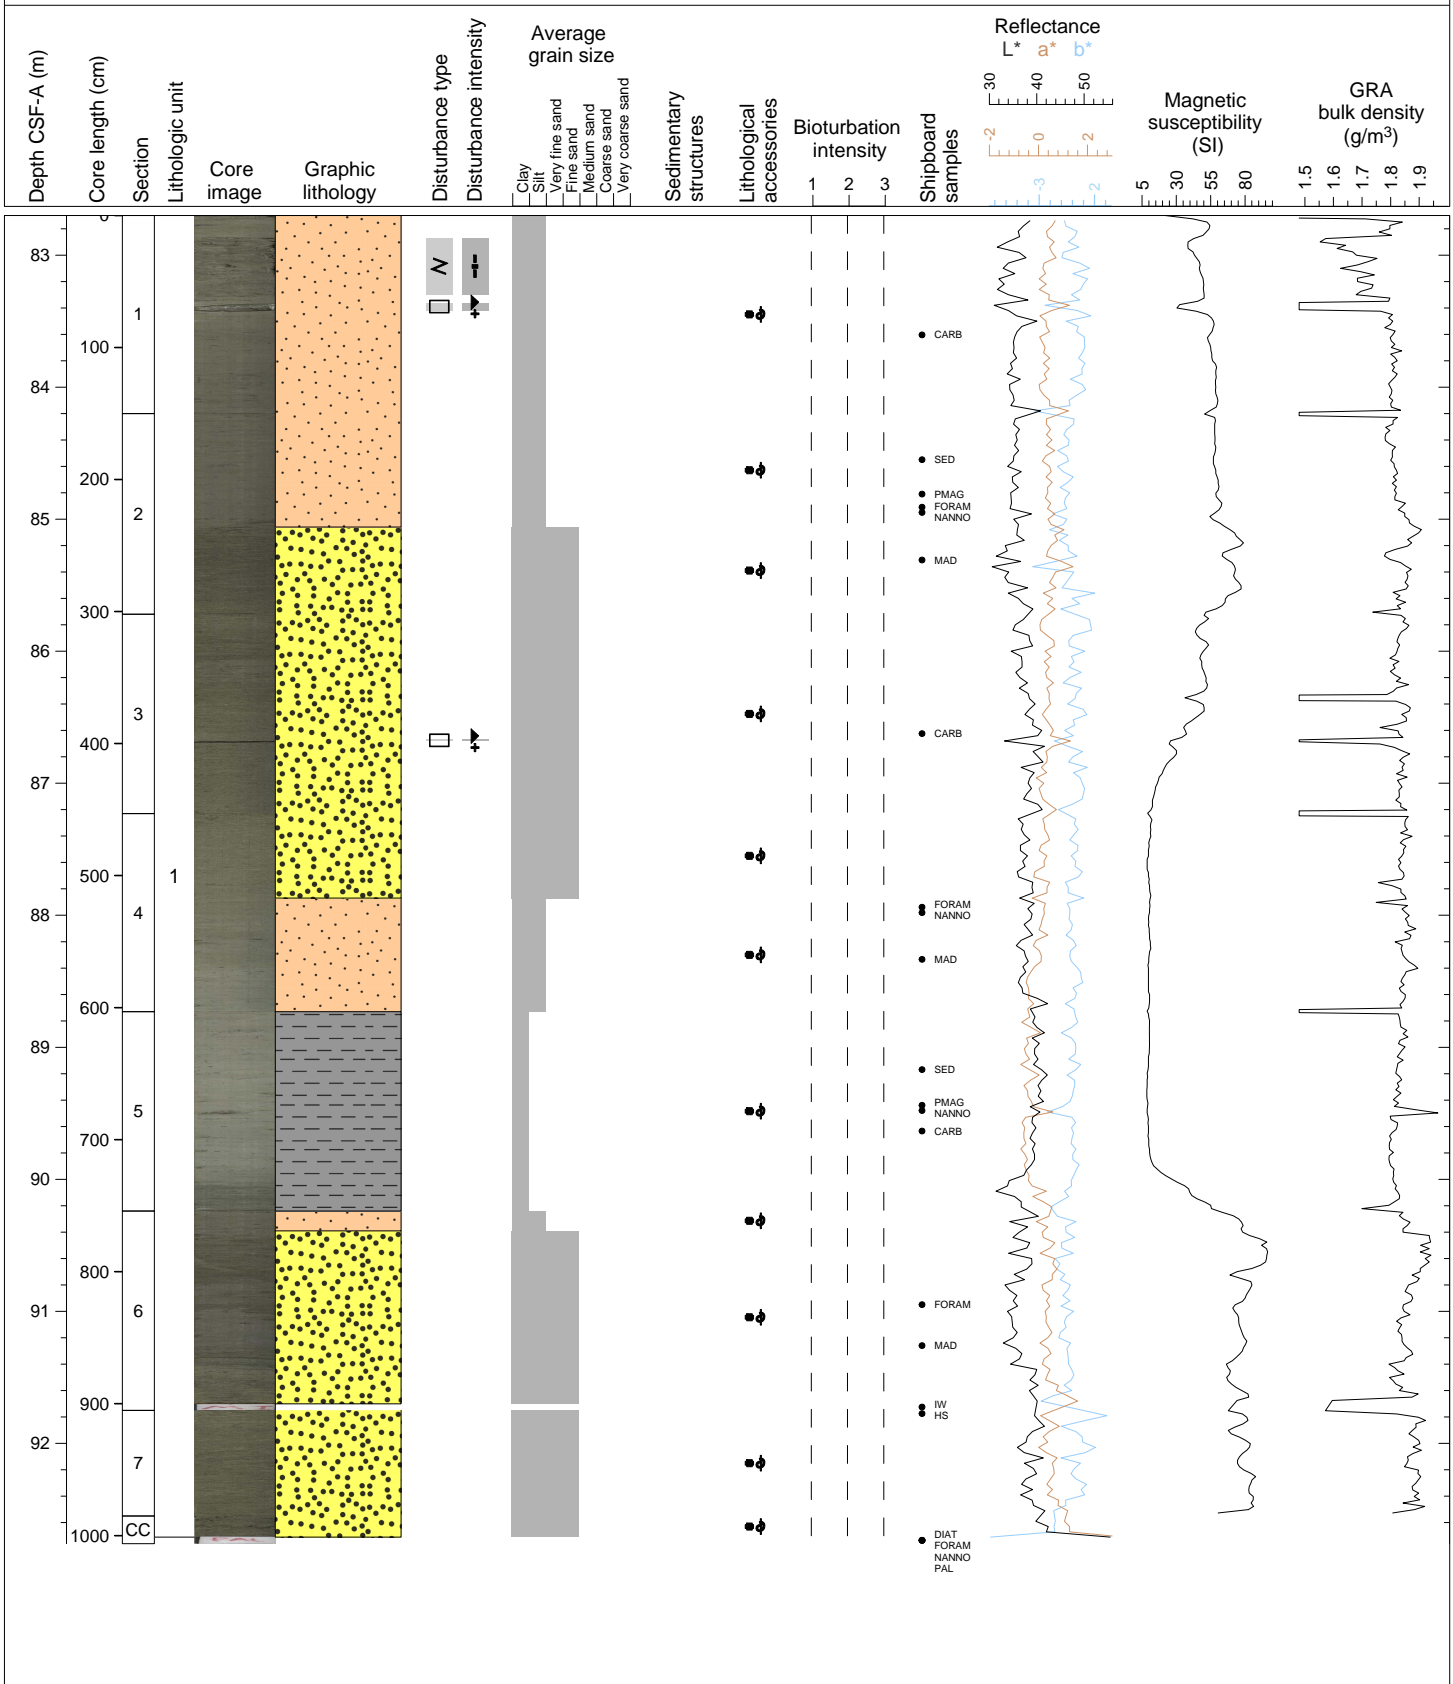 Depth CSF-A (m)
Core length (cm)
Section
Lithologic unit
Core
image
Graphic
lithology
Disturbance type
Disturbance intensity
Average
grain size
Clay
Silt
Very fine sand
Fine sand
Medium sand
Coarse sand
Very coarse sand
Sedimentary
structures
Lithological
accessories
Bioturbation
intensity
1 2 3
Shipboard
samples
Reflectance
L* a* b*
30 40 50
-2 0 2
-3 2
Magnetic
susceptibility
(SI)
5 30 55 80
GRA
bulk density
(g/m3)
1.5 1.6 1.7 1.8 1.9
0
83
1
CARB
100
84
SED
200
PMAG
FORAM
NANNO
85
2
MAD
300
86
3
CARB
400
87
500
1
FORAM
NANNO
88
4
MAD
600
89
SED
PMAG
NANNO
5
CARB
700
90
800
FORAM
91
6
MAD
900
IW
HS
92
7
CC
1000
DIAT
FORAM
NANNO
PAL